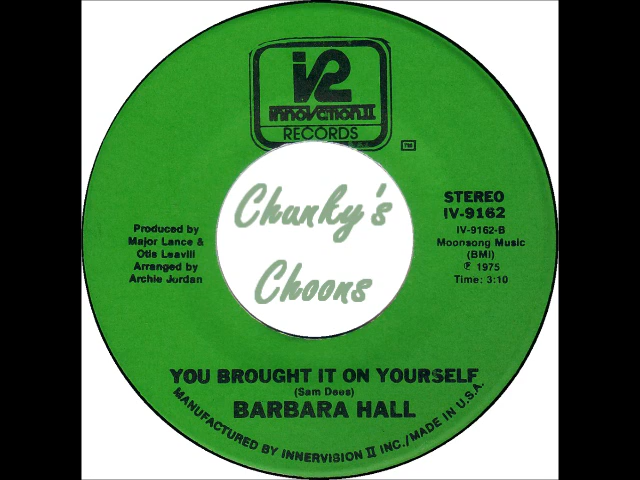 i2
innovation II
RECORDS
TM
Chunky's
Choons
STEREO
IV-9162
IV-9162-B
Moonsong Music
(BMI)
℗ 1975
Time: 3:10
Produced by
Major Lance &
Otis Leavill
Arranged by
Archie Jordan
YOU BROUGHT IT ON YOURSELF
(Sam Dees)
BARBARA HALL
MANUFACTURED BY INNERVISION II INC./MADE IN U.S.A.